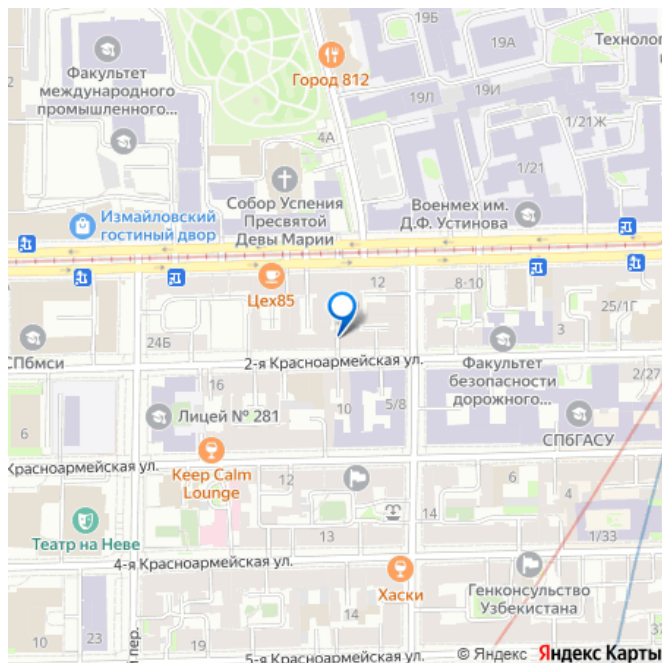 19Б
Технолог
19А
Факультет
международного
промышленного...
Город 812
19Л
19И
4А
1/21Ж
1/21
Собор Успения
Пресвятой
Девы Марии
Военмех им.
Д.Ф. Устинова
Измайловский
гостиный двор
Цех85
12
8-10
25/1Г
СПбмси
24Б
3
2-я Красноармейская ул.
Факультет
безопасности
дорожного...
2/27
16
Лицей № 281
10
5/8
СПбГАСУ
6
Красноармейская ул.
Keep Calm
Lounge
12
6
4
14
Театр на Неве
13
1/33
4-я Красноармейская ул.
Хаски
Генконсульство
Узбекистана
14
10
23
19
5-я Красноармейская ул.
пер.
32
© Яндекс Яндекс Карты